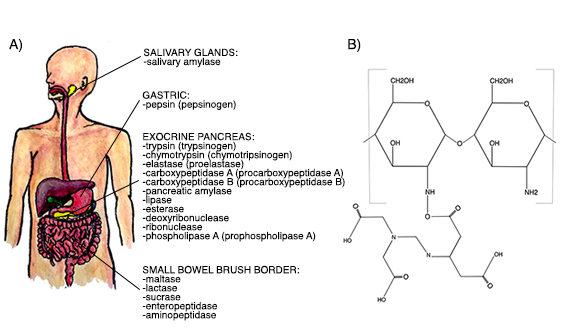 A)
SALIVARY GLANDS:
-salivary amylase
GASTRIC:
-pepsin (pepsinogen)
EXOCRINE PANCREAS:
-trypsin (trypsinogen)
-chymotrypsin (chymotripsinogen)
-elastase (proelastase)
-carboxypeptidase A (procarboxypeptidase A)
-carboxypeptidase B (procarboxypeptidase B)
-pancreatic amylase
-lipase
-esterase
-deoxyribonuclease
-ribonuclease
-phospholipase A (prophospholipase A)
SMALL BOWEL BRUSH BORDER:
-maltase
-lactase
-sucrase
-enteropeptidase
-aminopeptidase
B)
CH2OH
CH2OH
O
O
OH
O
OH
NH
NH2
O
O
O
HO
N
N
OH
O
O
HO